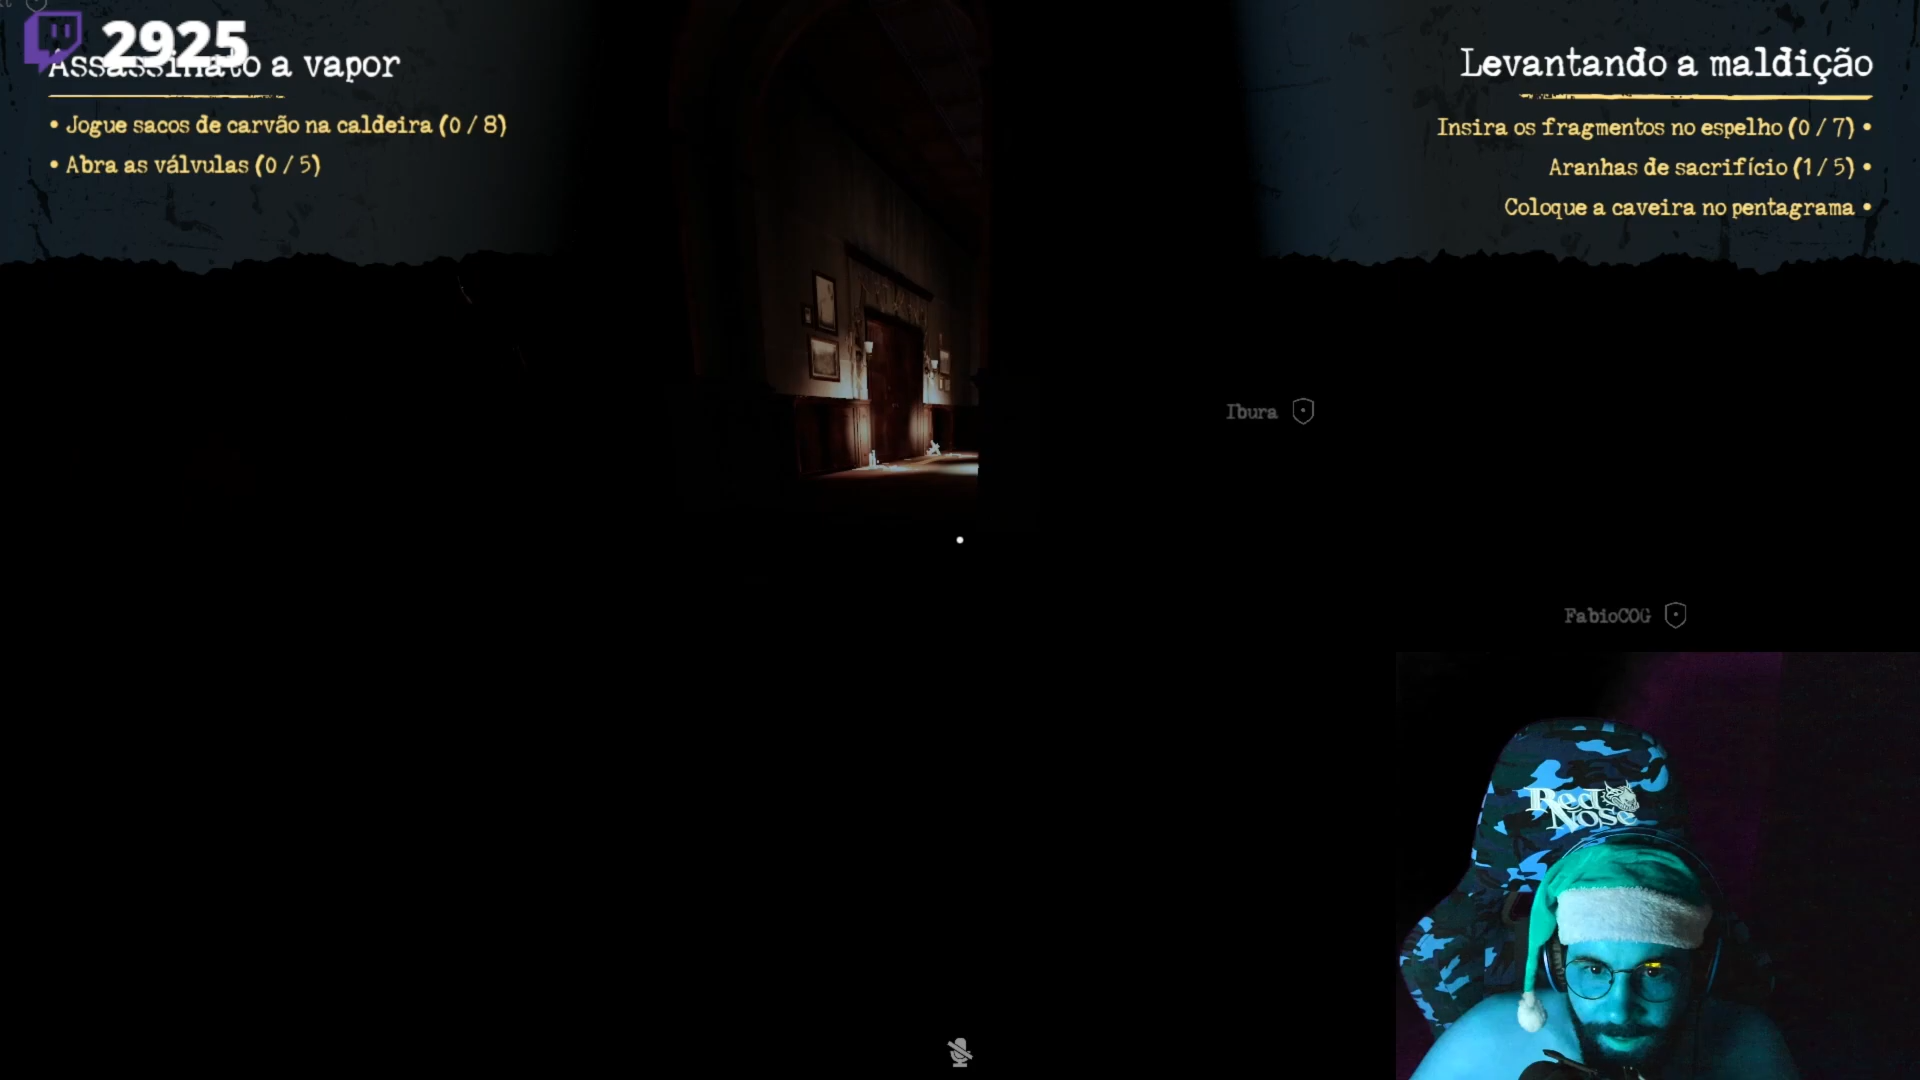 2925
Assassinato a vapor
• Jogue sacos de carvão na caldeira (0 / 8)
• Abra as válvulas (0 / 5)
Levantando a maldição
Insira os fragmentos no espelho (0 / 7) •
Aranhas de sacrifício (1 / 5) •
Coloque a caveira no pentagrama •
Ibura
FabioCOG
Red
Nose